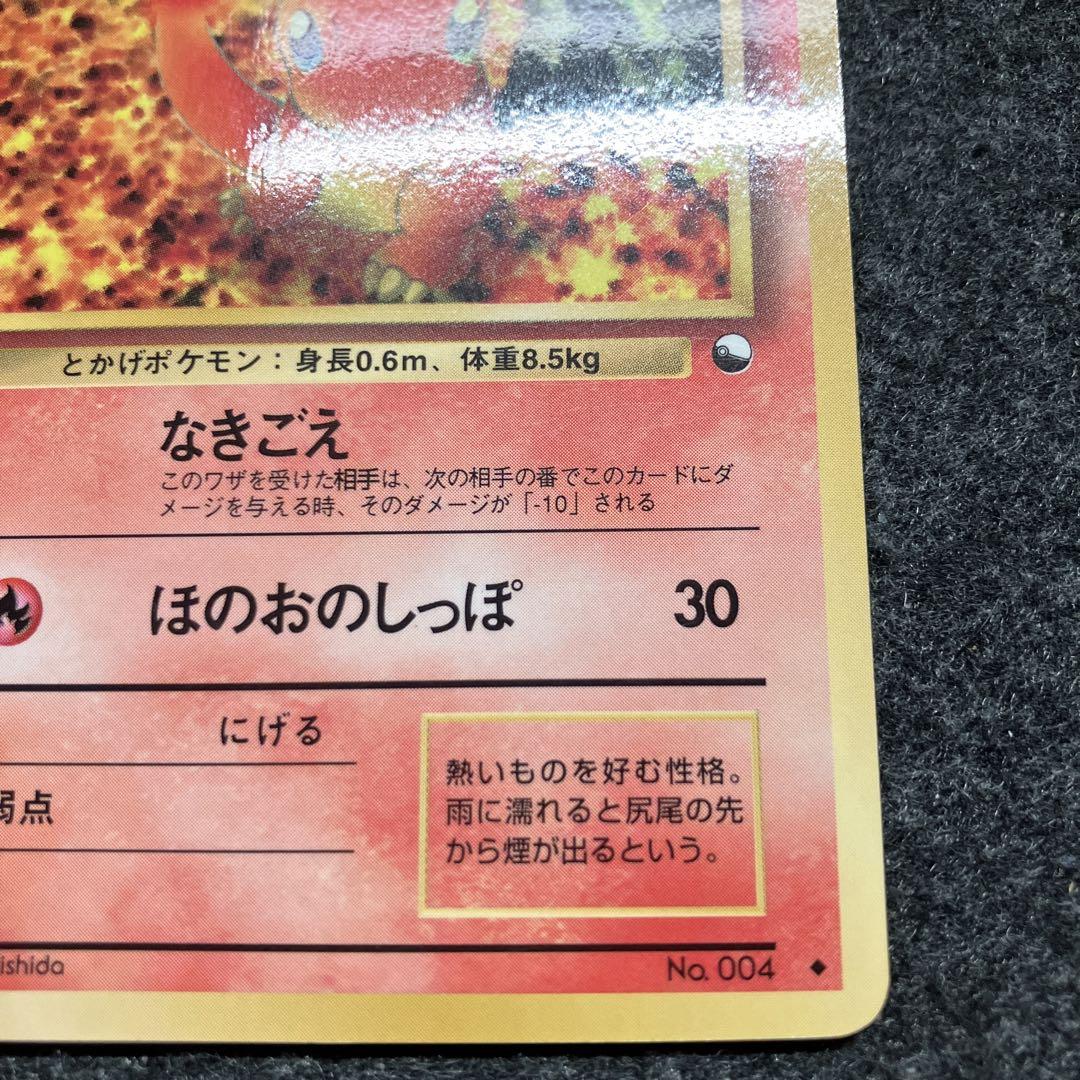 とかげポケモン：身長0.6m、体重8.5kg
なきごえ
このワザを受けた相手は、次の相手の番でこのカードにダ
メージを与える時、そのダメージが「-10」される
ほのおのしっぽ 30
にげる
弱点
熱いものを好む性格。
雨に濡れると尻尾の先
から煙が出るという。
ishida
No. 004